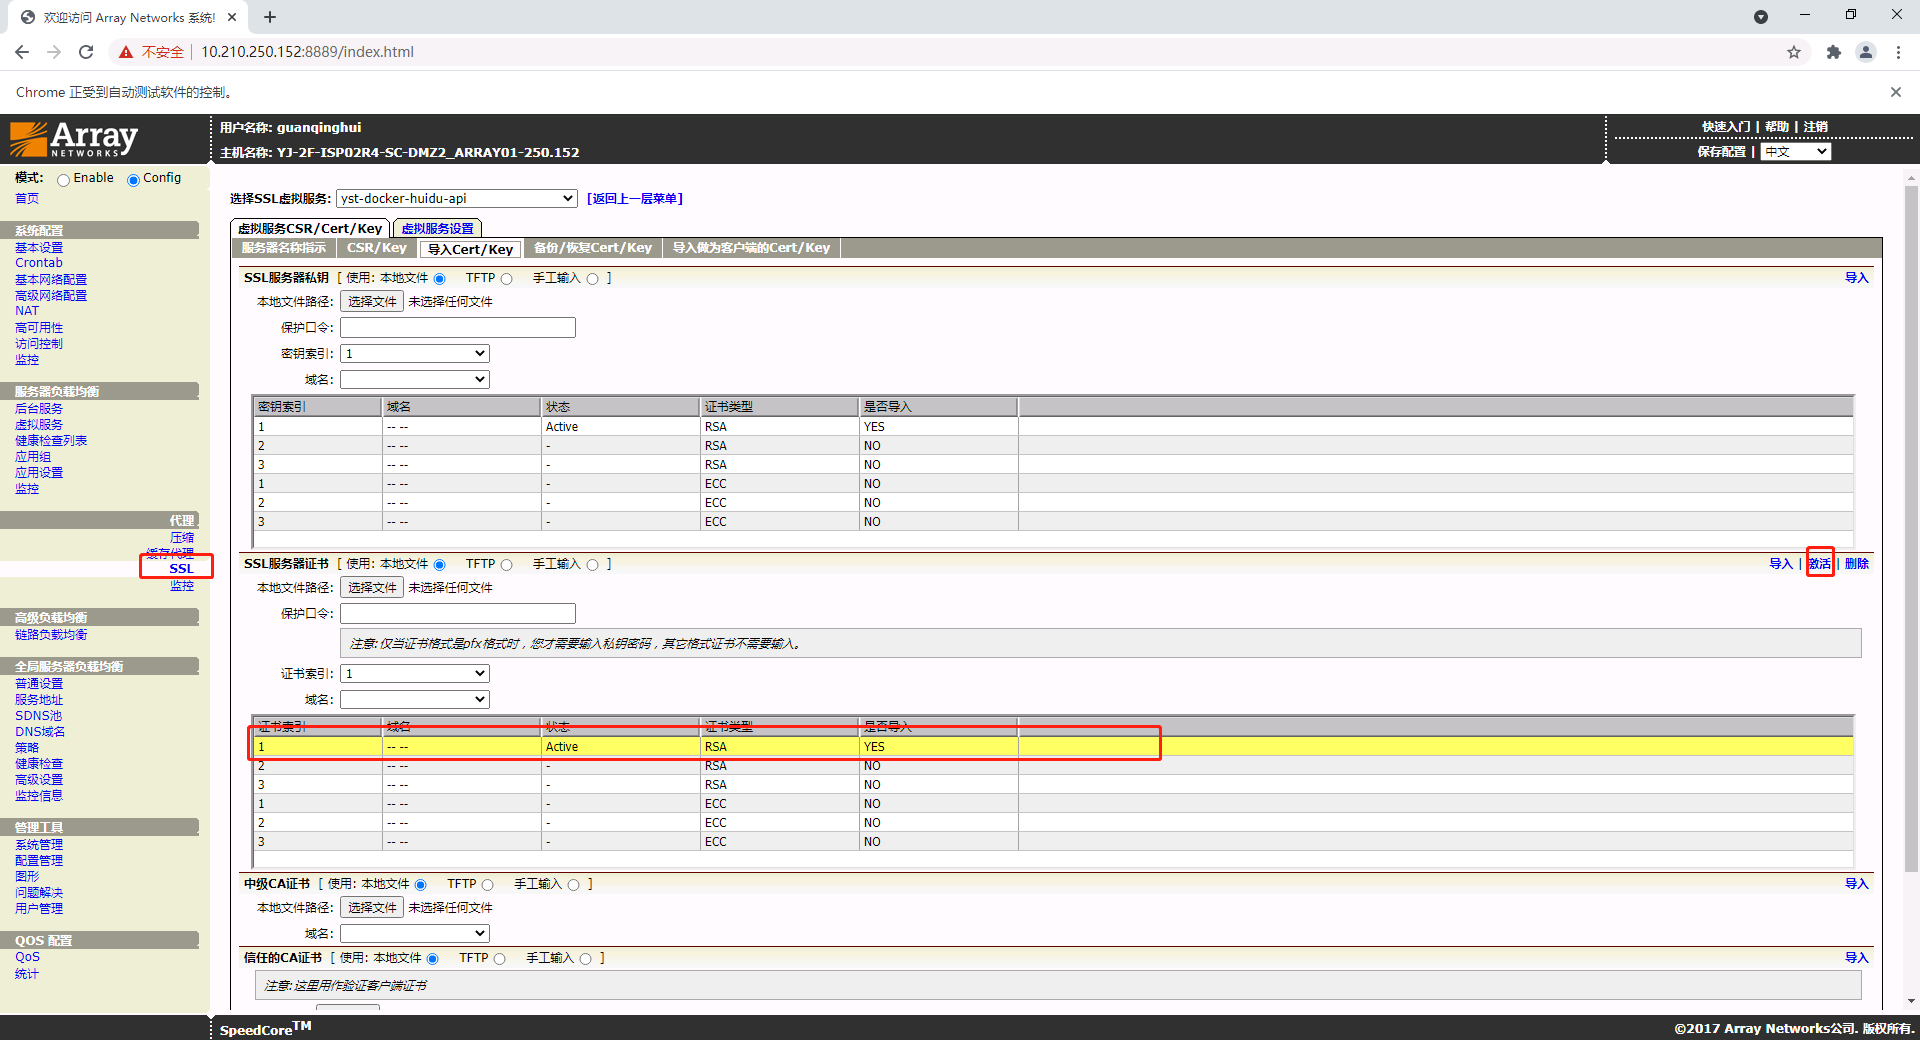 欢迎访问 Array Networks 系统!
不安全 10.210.250.152:8889/index.html
Chrome 正受到自动测试软件的控制。
Array NETWORKS
用户名称: guanqinghui
主机名称: YJ-2F-ISP02R4-SC-DMZ2_ARRAY01-250.152
快速入门 | 帮助 | 注销
保存配置 | 中文
模式: Enable Config
首页
系统配置
基本设置
Crontab
基本网络配置
高级网络配置
NAT
高可用性
访问控制
监控
服务器负载均衡
后台服务
虚拟服务
健康检查列表
应用组
应用设置
监控
代理
压缩
缓存代理
SSL
监控
高级负载均衡
链路负载均衡
全局服务器负载均衡
普通设置
服务地址
SDNS池
DNS域名
策略
健康检查
高级设置
监控信息
管理工具
系统管理
配置管理
图形
问题解决
用户管理
QOS 配置
QoS
统计
选择SSL虚拟服务: yst-docker-huidu-api [返回上一层菜单]
虚拟服务CSR/Cert/Key 虚拟服务设置
服务器名称指示 CSR/Key 导入Cert/Key 备份/恢复Cert/Key 导入做为客户端的Cert/Key
SSL服务器私钥 [ 使用: 本地文件 TFTP 手工输入 ] 导入
本地文件路径: 选择文件 未选择任何文件
保护口令:
密钥索引: 1
域名:
密钥索引 域名 状态 证书类型 是否导入
1 -- -- Active RSA YES
2 -- -- - RSA NO
3 -- -- - RSA NO
1 -- -- - ECC NO
2 -- -- - ECC NO
3 -- -- - ECC NO
SSL服务器证书 [ 使用: 本地文件 TFTP 手工输入 ] 导入 | 激活 | 删除
本地文件路径: 选择文件 未选择任何文件
保护口令:
注意:仅当证书格式是pfx格式时，您才需要输入私钥密码，其它格式证书不需要输入。
证书索引: 1
域名:
证书索引 域名 状态 证书类型 是否导入
1 -- -- Active RSA YES
2 -- -- - RSA NO
3 -- -- - RSA NO
1 -- -- - ECC NO
2 -- -- - ECC NO
3 -- -- - ECC NO
中级CA证书 [ 使用: 本地文件 TFTP 手工输入 ] 导入
本地文件路径: 选择文件 未选择任何文件
域名:
信任的CA证书 [ 使用: 本地文件 TFTP 手工输入 ] 导入
注意:这里用作验证客户端证书
SpeedCoreTM
©2017 Array Networks公司. 版权所有.